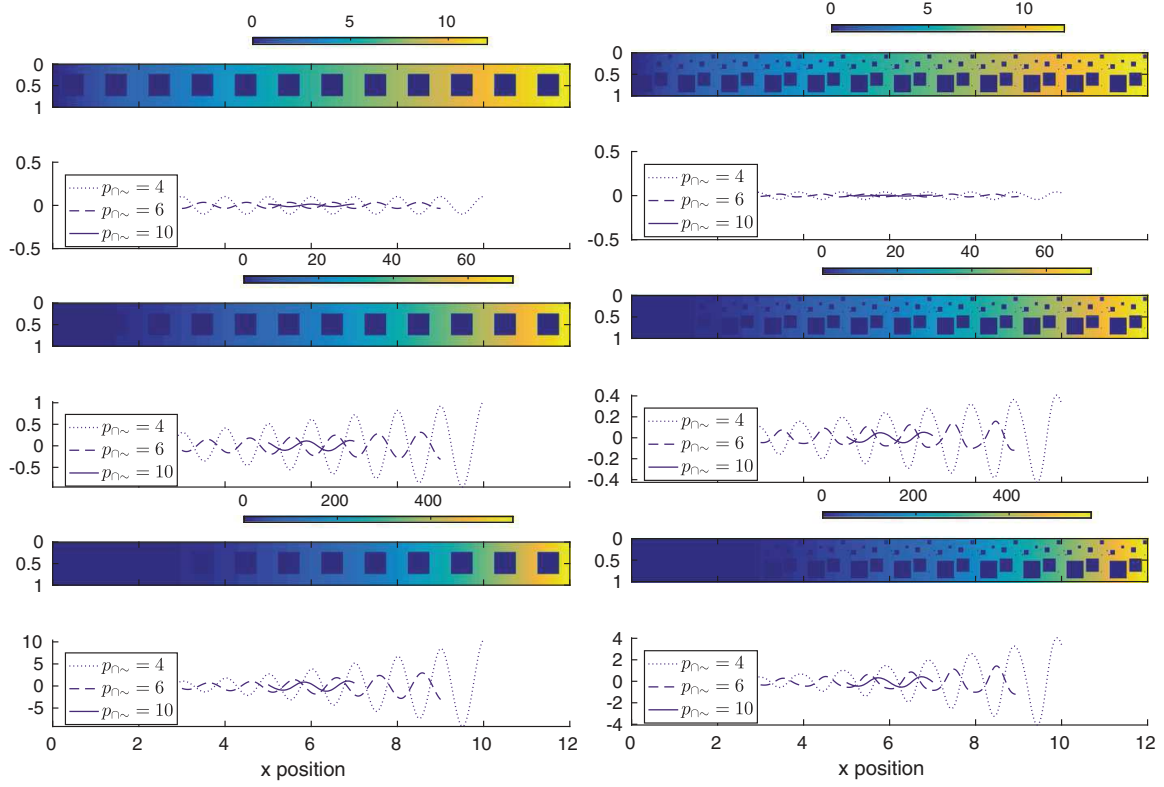 0 5 10
0
0.5
1
0.5
0
-0.5
p∩∼ = 4
p∩∼ = 6
p∩∼ = 10
0 20 40 60
0
0.5
1
1
0.5
0
-0.5
p∩∼ = 4
p∩∼ = 6
p∩∼ = 10
0 200 400
0
0.5
1
10
5
0
-5
p∩∼ = 4
p∩∼ = 6
p∩∼ = 10
0 2 4 6 8 10 12
x position
0 5 10
0
0.5
1
0.5
0
-0.5
p∩∼ = 4
p∩∼ = 6
p∩∼ = 10
0 20 40 60
0
0.5
1
0.4
0.2
0
-0.2
-0.4
p∩∼ = 4
p∩∼ = 6
p∩∼ = 10
0 200 400
0
0.5
1
4
2
0
-2
-4
p∩∼ = 4
p∩∼ = 6
p∩∼ = 10
0 2 4 6 8 10 12
x position